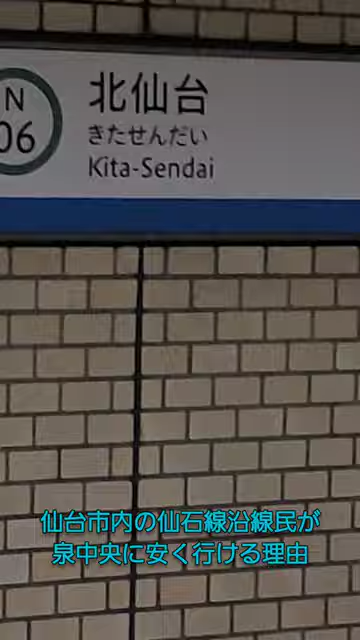 N
06
北仙台
きたせんだい
Kita-Sendai
仙台市内の仙石線沿線民が
泉中央に安く行ける理由